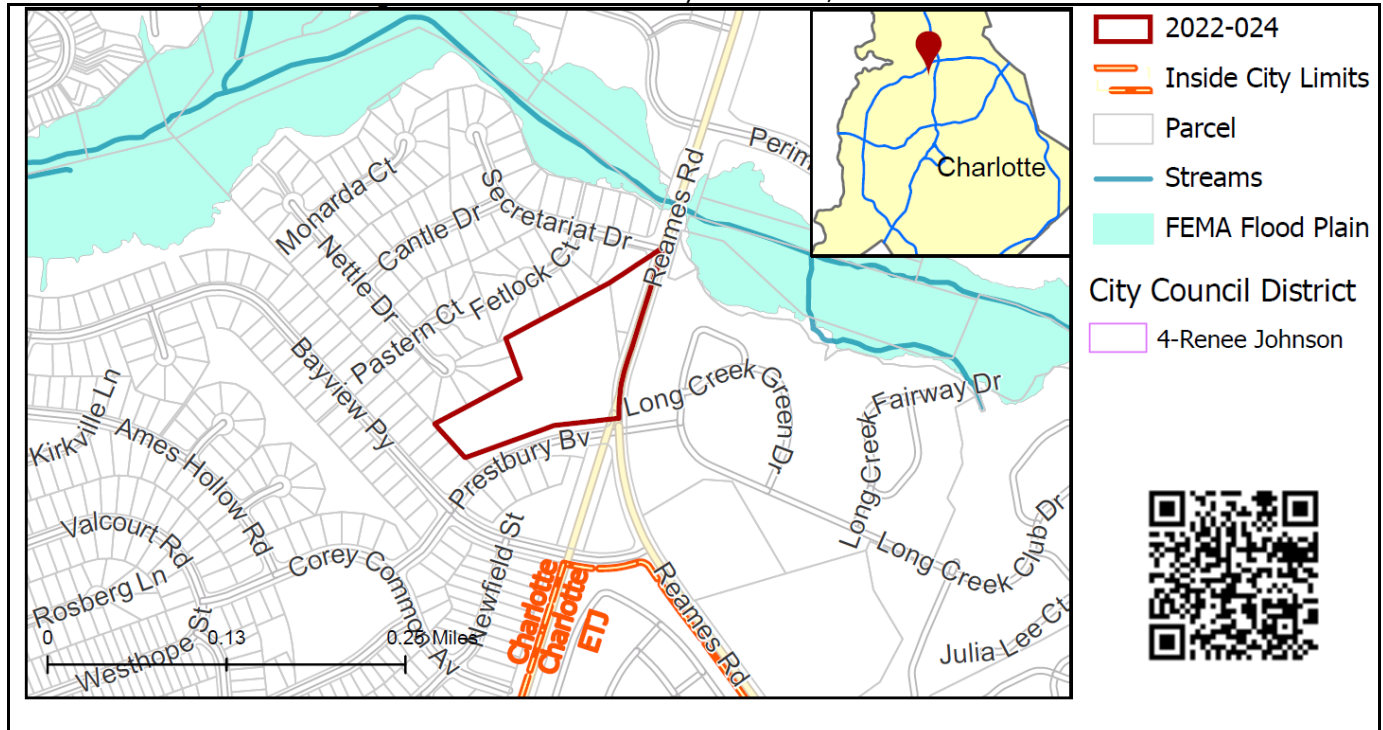 Perim
Reames Rd
Secretariat Dr
Monarda Ct
Cantle Dr
Nettle Dr
Fetlock Ct
Pastern Ct
Bayview Py
Long Creek Green Dr
Long Creek Fairway Dr
Kirkville Ln
Ames Hollow Rd
Prestbury Bv
Valcourt Rd
Newfield St
Long Creek Club Dr
Corey Common Av
Rosberg Ln
Westhope St
Charlotte
Charlotte
ETJ
Reames Rd
Julia Lee Ct
0
0.13
0.25 Miles
Charlotte
2022-024
Inside City Limits
Parcel
Streams
FEMA Flood Plain
City Council District
4-Renee Johnson